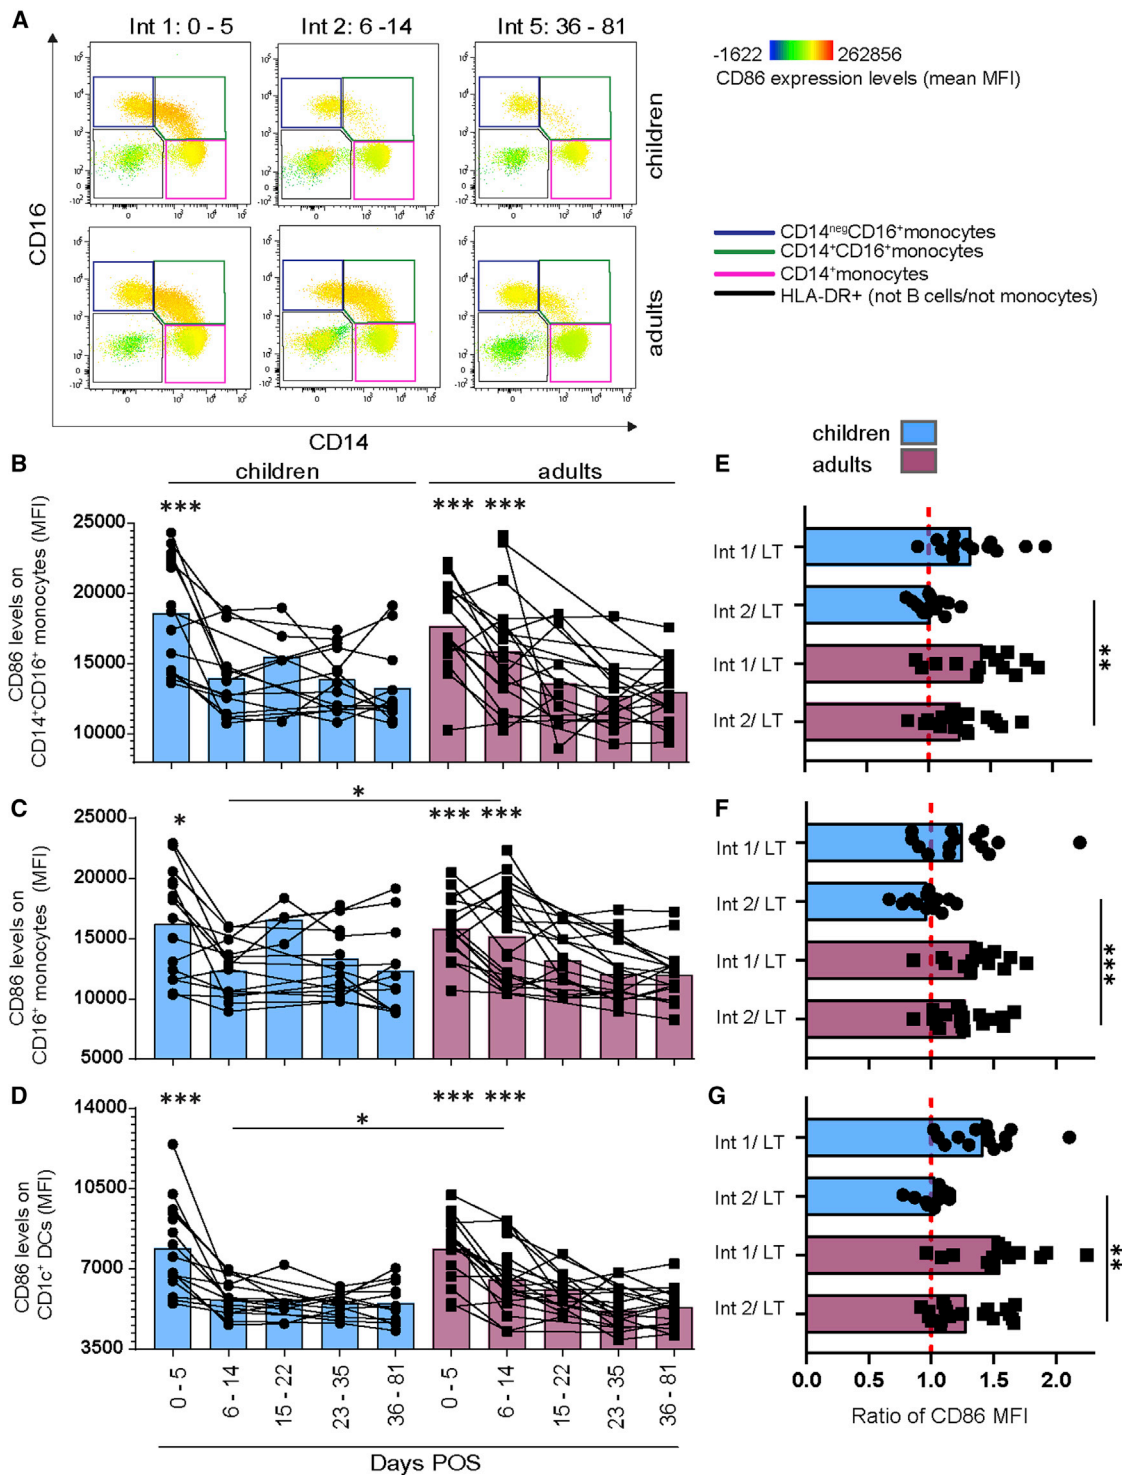 A
Int 1: 0 - 5
Int 2: 6 -14
Int 5: 36 - 81
-1622
262856
CD86 expression levels (mean MFI)
children
adults
CD16
CD14
CD14negCD16+monocytes
CD14+CD16+monocytes
CD14+monocytes
HLA-DR+ (not B cells/not monocytes)
children
adults
B
children
adults
*** *** ***
25000
20000
15000
10000
CD86 levels on
CD14+CD16+ monocytes (MFI)
E
Int 1/ LT
Int 2/ LT
Int 1/ LT
Int 2/ LT
**
C
*
* *** ***
25000
20000
15000
10000
5000
CD86 levels on
CD16+ monocytes (MFI)
F
Int 1/ LT
Int 2/ LT
Int 1/ LT
Int 2/ LT
***
D
*** *** ***
*
14000
10500
7000
3500
CD86 levels on
CD1c+ DCs (MFI)
0 - 5
6 - 14
15 - 22
23 - 35
36 - 81
0 - 5
6 - 14
15 - 22
23 - 35
36 - 81
Days POS
G
Int 1/ LT
Int 2/ LT
Int 1/ LT
Int 2/ LT
**
0.0 0.5 1.0 1.5 2.0
Ratio of CD86 MFI